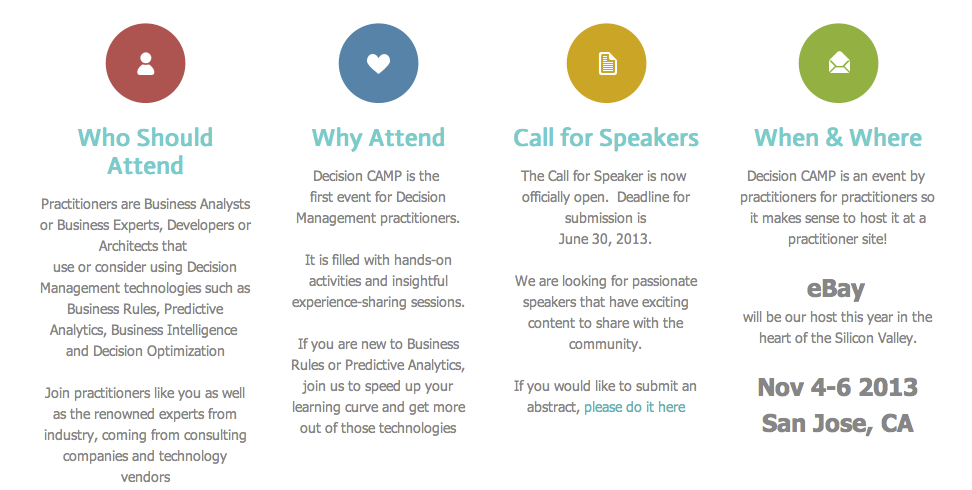 Who Should
Attend
Practitioners are Business Analysts
or Business Experts, Developers or
Architects that
use or consider using Decision
Management technologies such as
Business Rules, Predictive
Analytics, Business Intelligence
and Decision Optimization
Join practitioners like you as well
as the renowned experts from
industry, coming from consulting
companies and technology
vendors
Why Attend
Decision CAMP is the
first event for Decision
Management practitioners.
It is filled with hands-on
activities and insightful
experience-sharing sessions.
If you are new to Business
Rules or Predictive Analytics,
join us to speed up your
learning curve and get more
out of those technologies
Call for Speakers
The Call for Speaker is now
officially open. Deadline for
submission is
June 30, 2013.
We are looking for passionate
speakers that have exciting
content to share with the
community.
If you would like to submit an
abstract, please do it here
When & Where
Decision CAMP is an event by
practitioners for practitioners so
it makes sense to host it at a
practitioner site!
eBay
will be our host this year in the
heart of the Silicon Valley.
Nov 4-6 2013
San Jose, CA